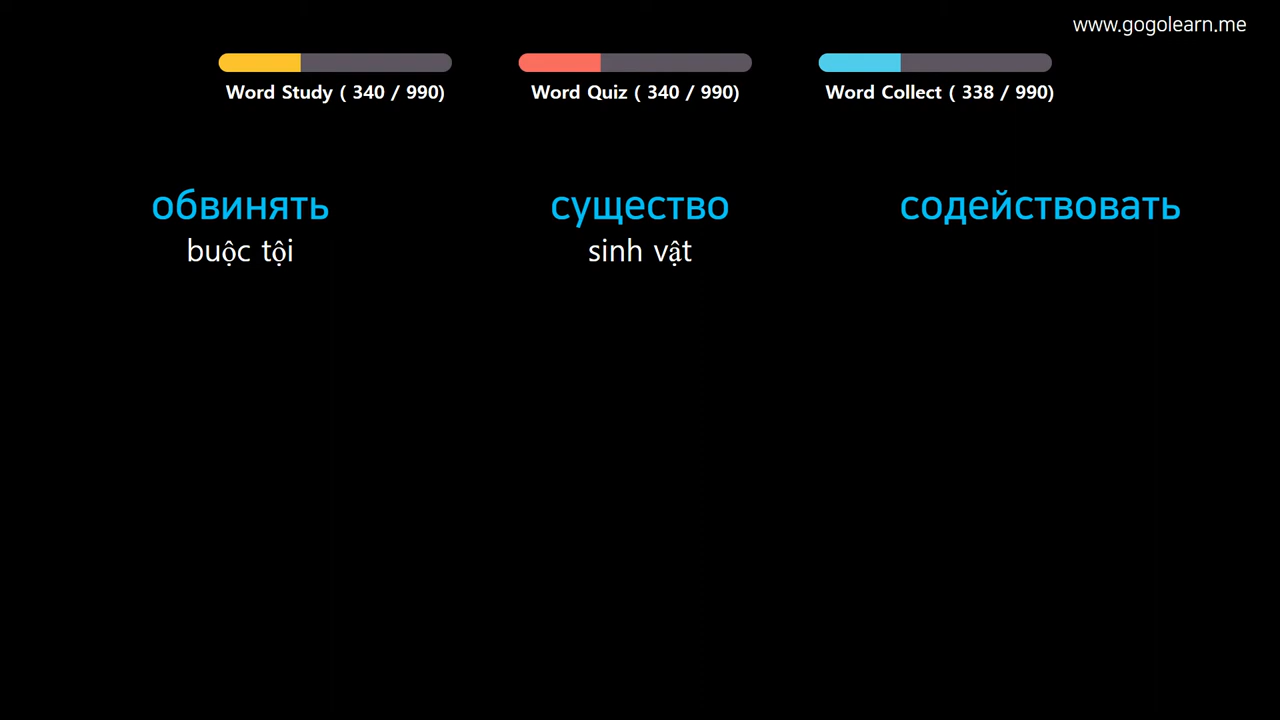 www.gogolearn.me
Word Study ( 340 / 990)
Word Quiz ( 340 / 990)
Word Collect ( 338 / 990)
обвинять
buộc tội
существо
sinh vật
содействовать